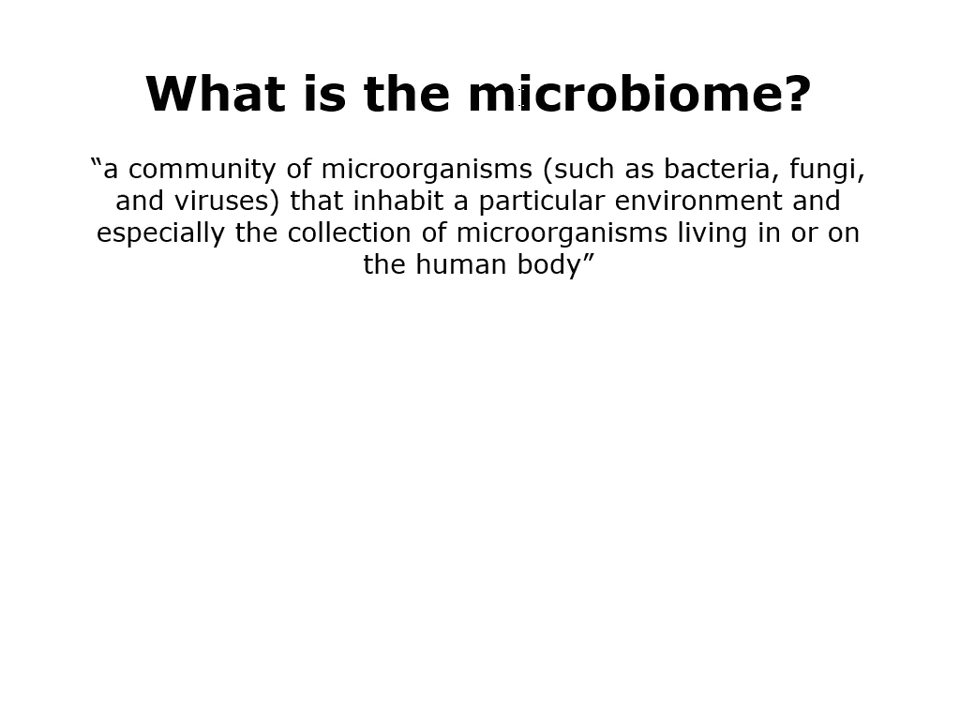 What is the microbiome?
“a community of microorganisms (such as bacteria, fungi,
and viruses) that inhabit a particular environment and
especially the collection of microorganisms living in or on
the human body”